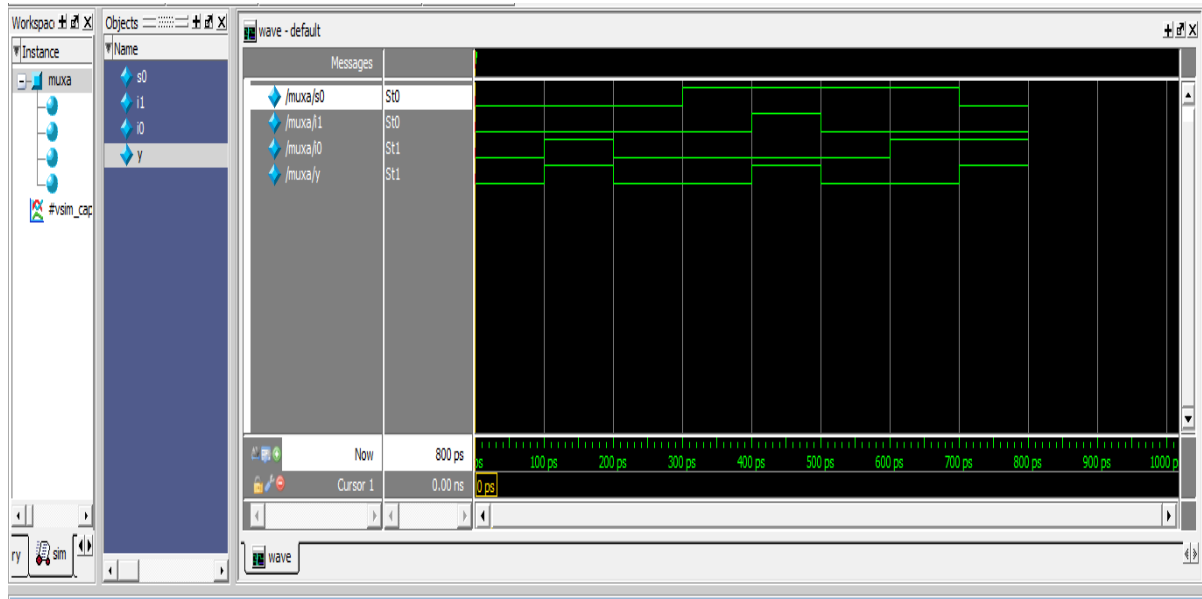 Workspac
Instance
muxa
#vsim_cap
ry
sim
Objects
Name
s0
i1
i0
y
wave - default
Messages
/muxa/s0 St0
/muxa/i1 St0
/muxa/i0 St1
/muxa/y St1
Now 800 ps
ps 100 ps 200 ps 300 ps 400 ps 500 ps 600 ps 700 ps 800 ps 900 ps 1000 p
Cursor 1 0.00 ns 0 ps
wave